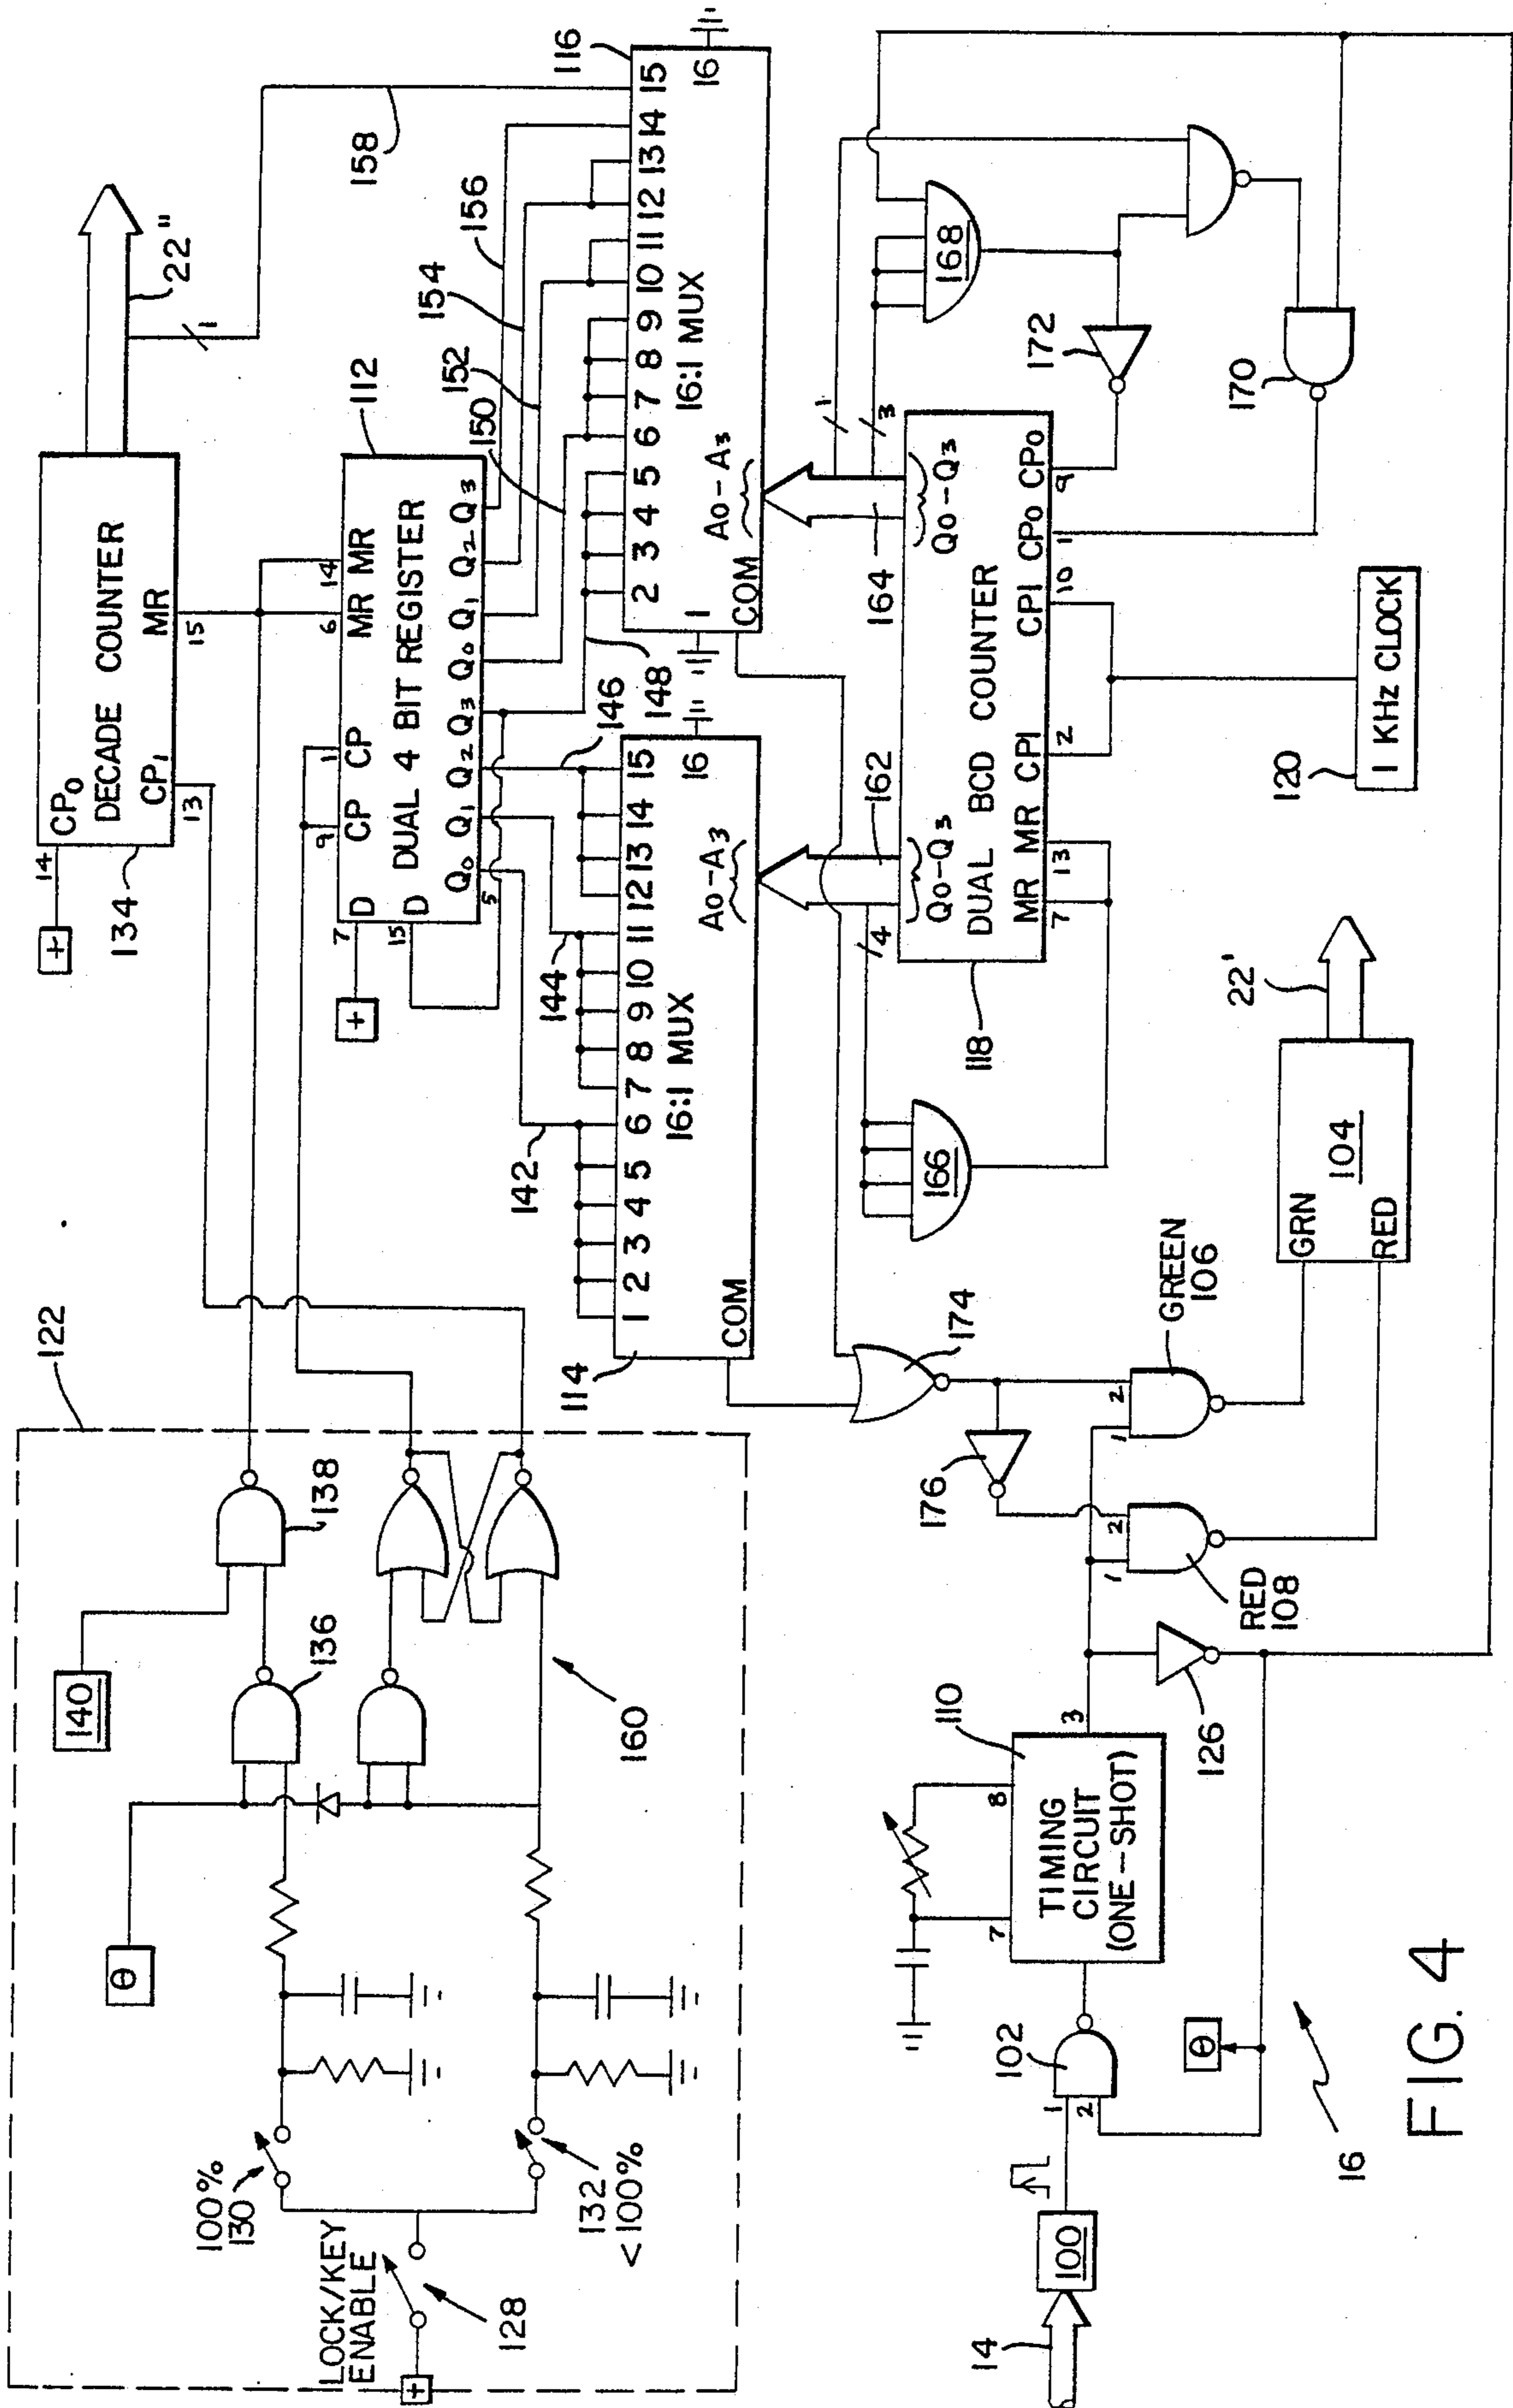 122
LOCK/KEY
ENABLE
128
+
100%
130
132
<100%
θ
140
136
138
160
+
14
CP0
DECADE COUNTER
CP1
MR
13
15
134
22"
1
158
+
7
D
15
D
9
CP
1
CP
6
MR
14
MR
112
DUAL 4 BIT REGISTER
5
Q0 Q1 Q2 Q3 Q0 Q1 Q2 Q3
142
144
146
148
150
152
154
156
114
1 2 3 4 5 6 7 8 9 10 11 12 13 14 15
16:1 MUX
16
COM
A0-A3
116
2 3 4 5 6 7 8 9 10 11 12 13 14 15
1
16:1 MUX
16
COM
A0-A3
162
4
164
1
3
Q0-Q3
Q0-Q3
DUAL BCD COUNTER
MR MR CP1 CP1 CP0 CP0
7 13 2 10 1 9
118
166
168
172
170
120
1 KHz CLOCK
174
176
14
100
1
2
102
θ
7
8
TIMING
CIRCUIT
(ONE-SHOT)
110
3
126
1
2
RED
108
1
2
GREEN
106
GRN
RED
104
22'
16
FIG. 4